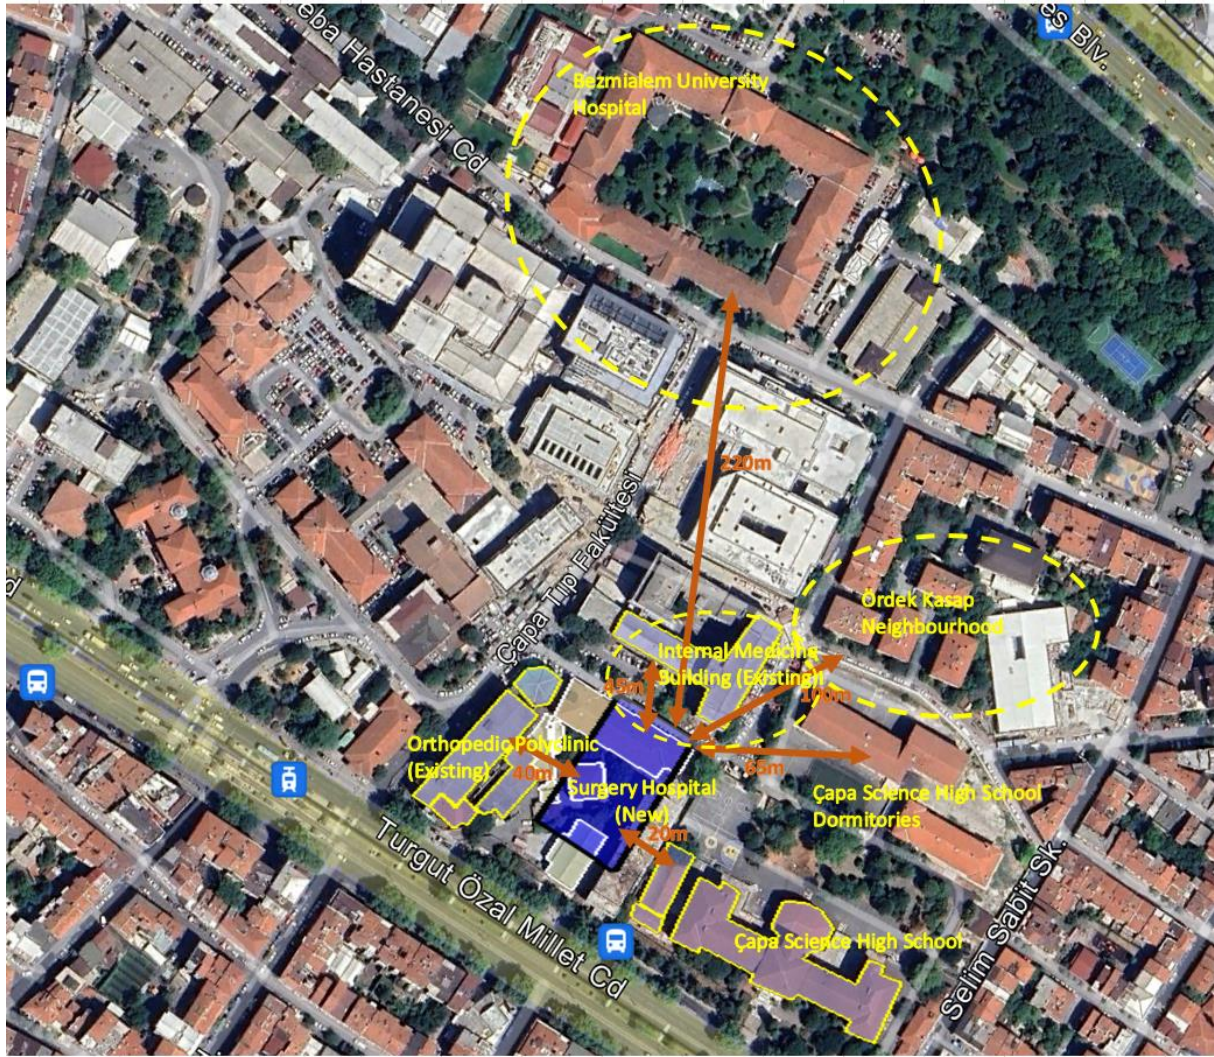 eba Hastanesi Cd
es Blv.
Bezmialem University
Hospital
220m
Çapa Tıp Fakültesi
Ördek Kasap
Neighbourhood
Internal Medicine
Building (Existing)
45m
100m
Orthopedic Polyclinic
(Existing)
40m
65m
Surgery Hospital
(New)
20m
Çapa Science High School
Dormitories
Turgut Özal Millet Cd
Çapa Science High School
Selim Sabit Sk.
d